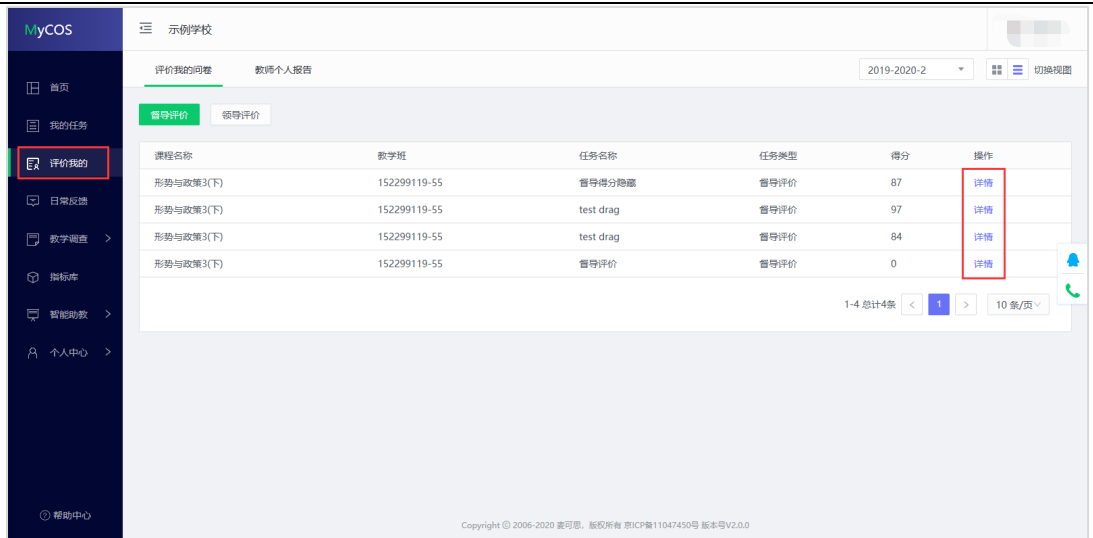 MyCOS
示例学校
评价我的问卷 教师个人报告 2019-2020-2 切换视图
首页
我的任务
评价我的
日常反馈
教学调查
指标库
智能助教
个人中心
帮助中心
督导评价 领导评价
课程名称 教学班 任务名称 任务类型 得分 操作
形势与政策3(下) 152299119-55 督导得分隐藏 督导评价 87 详情
形势与政策3(下) 152299119-55 test drag 督导评价 97 详情
形势与政策3(下) 152299119-55 test drag 督导评价 84 详情
形势与政策3(下) 152299119-55 督导评价 督导评价 0 详情
1-4 总计4条 < 1 > 10 条/页
Copyright © 2006-2020 麦可思。版权所有 京ICP备11047450号 版本号V2.0.0